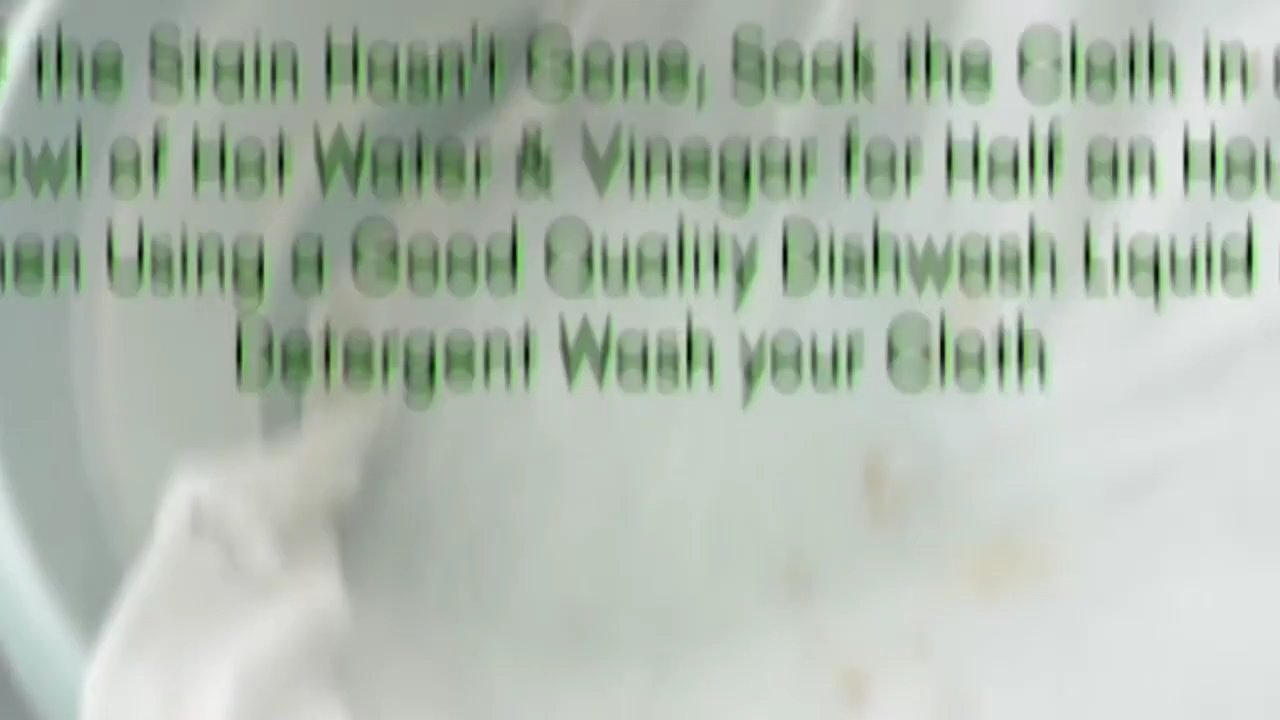 the Stain Hasn't Gone, Soak the Cloth in
of Hot Water & Vinegar for Half an
Using a Good Quality Dishwash Liquid
Detergent Wash your Cloth